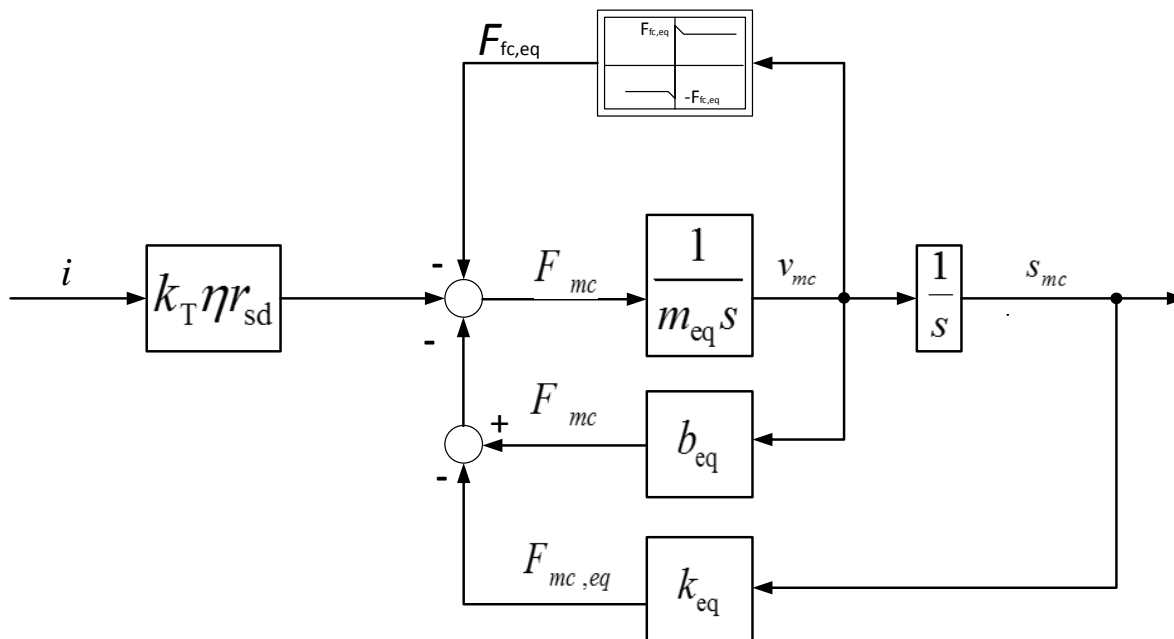 F_fc,eq
F_fc,eq
-F_fc,eq
i
k_T η r_sd
-
-
F_mc
1
m_eq s
v_mc
1
s
s_mc
+
-
F_mc
b_eq
F_mc,eq
k_eq